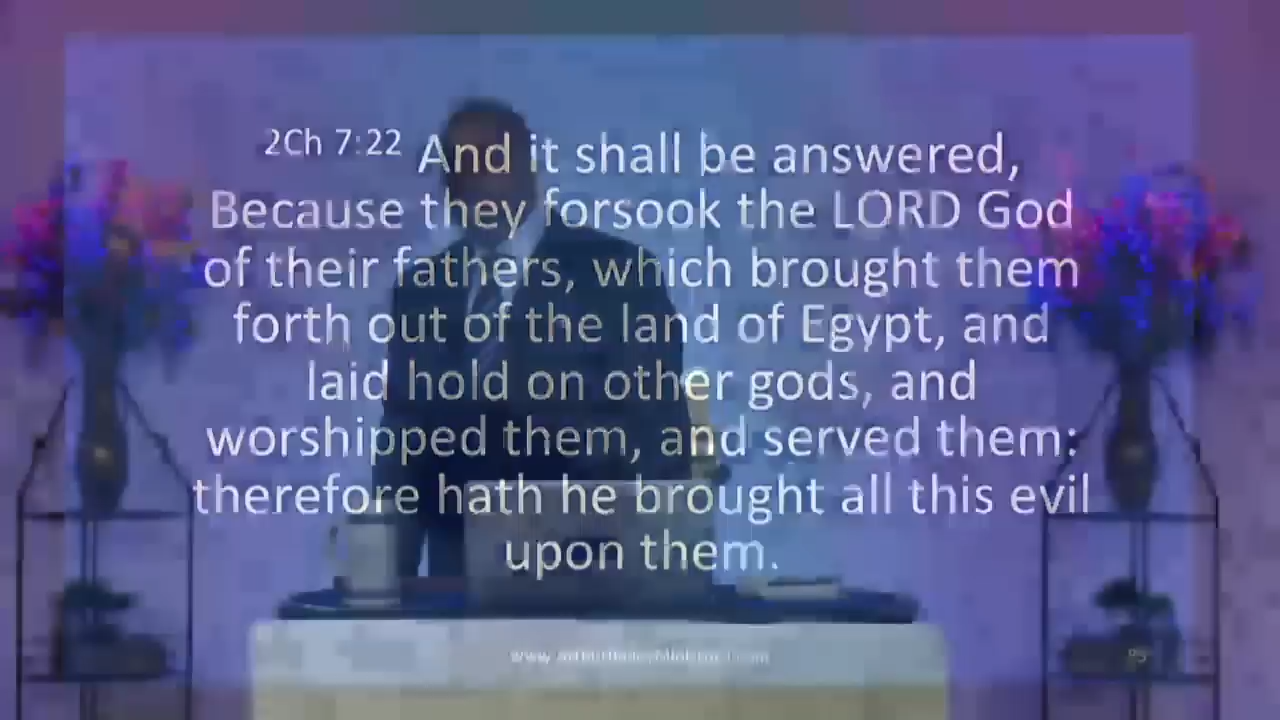 2Ch 7:22 And it shall be answered,
Because they forsook the LORD God
of their fathers, which brought them
forth out of the land of Egypt, and
laid hold on other gods, and
worshipped them, and served them:
therefore hath he brought all this evil
upon them.